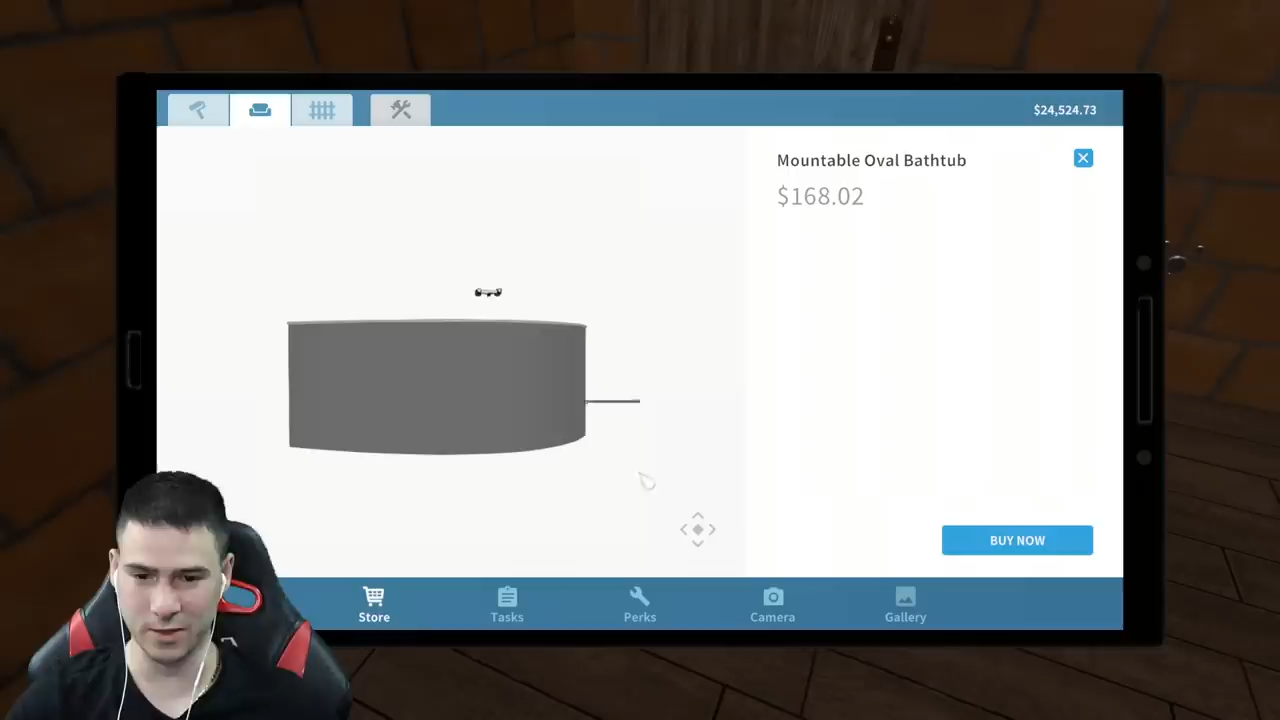 $24,524.73
Mountable Oval Bathtub
$168.02
BUY NOW
Store
Tasks
Perks
Camera
Gallery